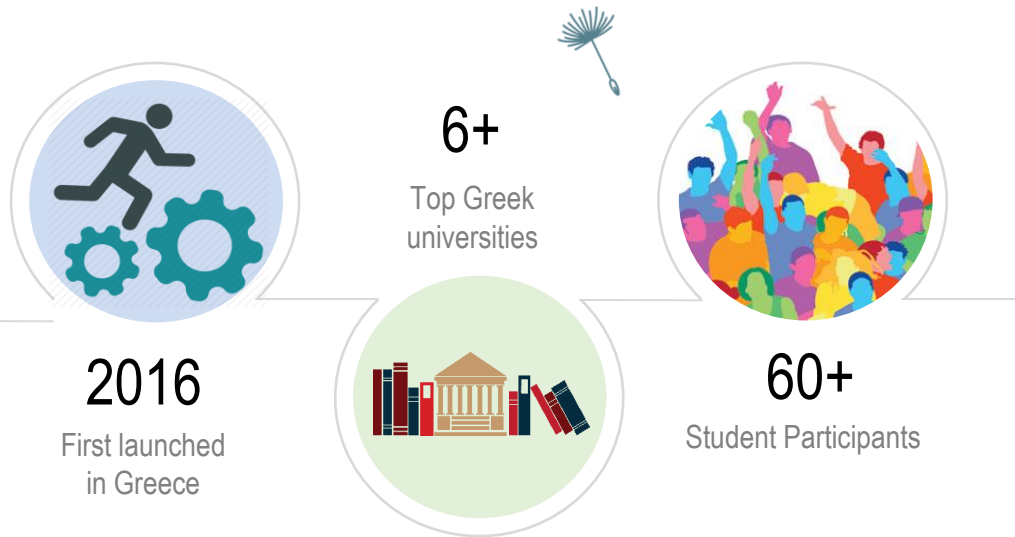 2016
First launched
in Greece
6+
Top Greek
universities
60+
Student Participants